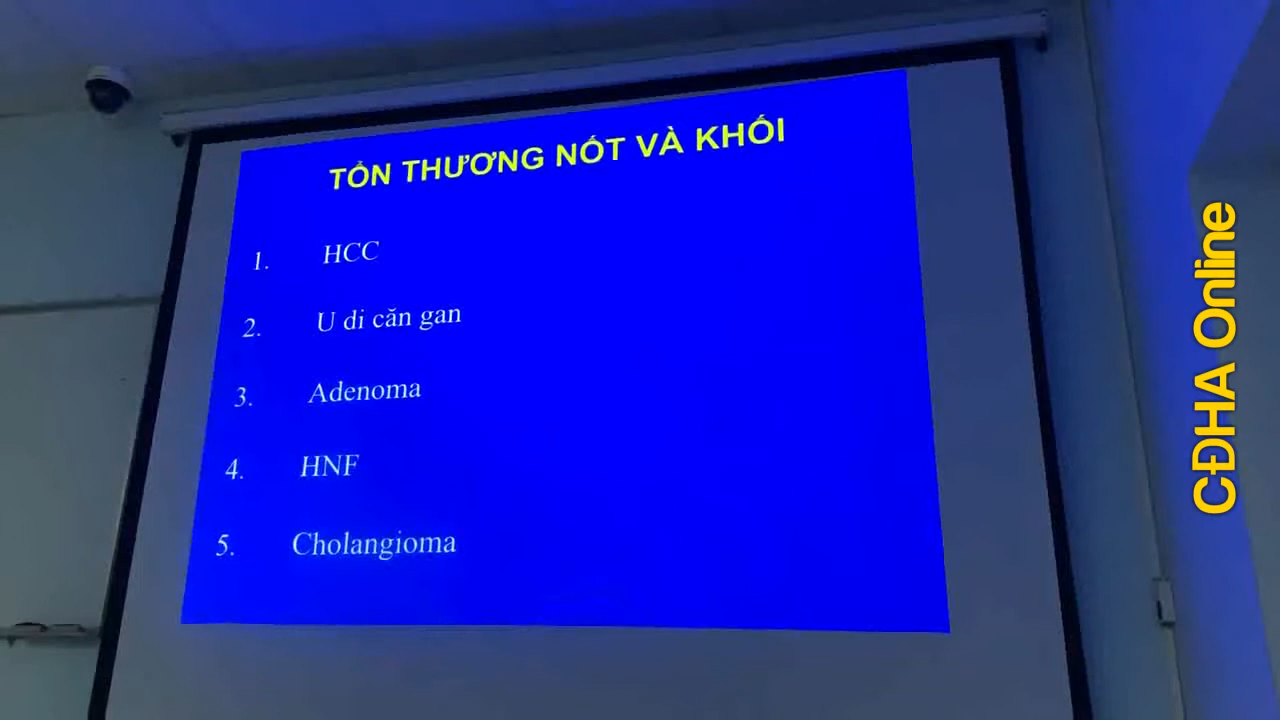 TỔN THƯƠNG NỐT VÀ KHỐI
1. HCC
2. U di căn gan
3. Adenoma
4. HNF
5. Cholangioma
CĐHA Online